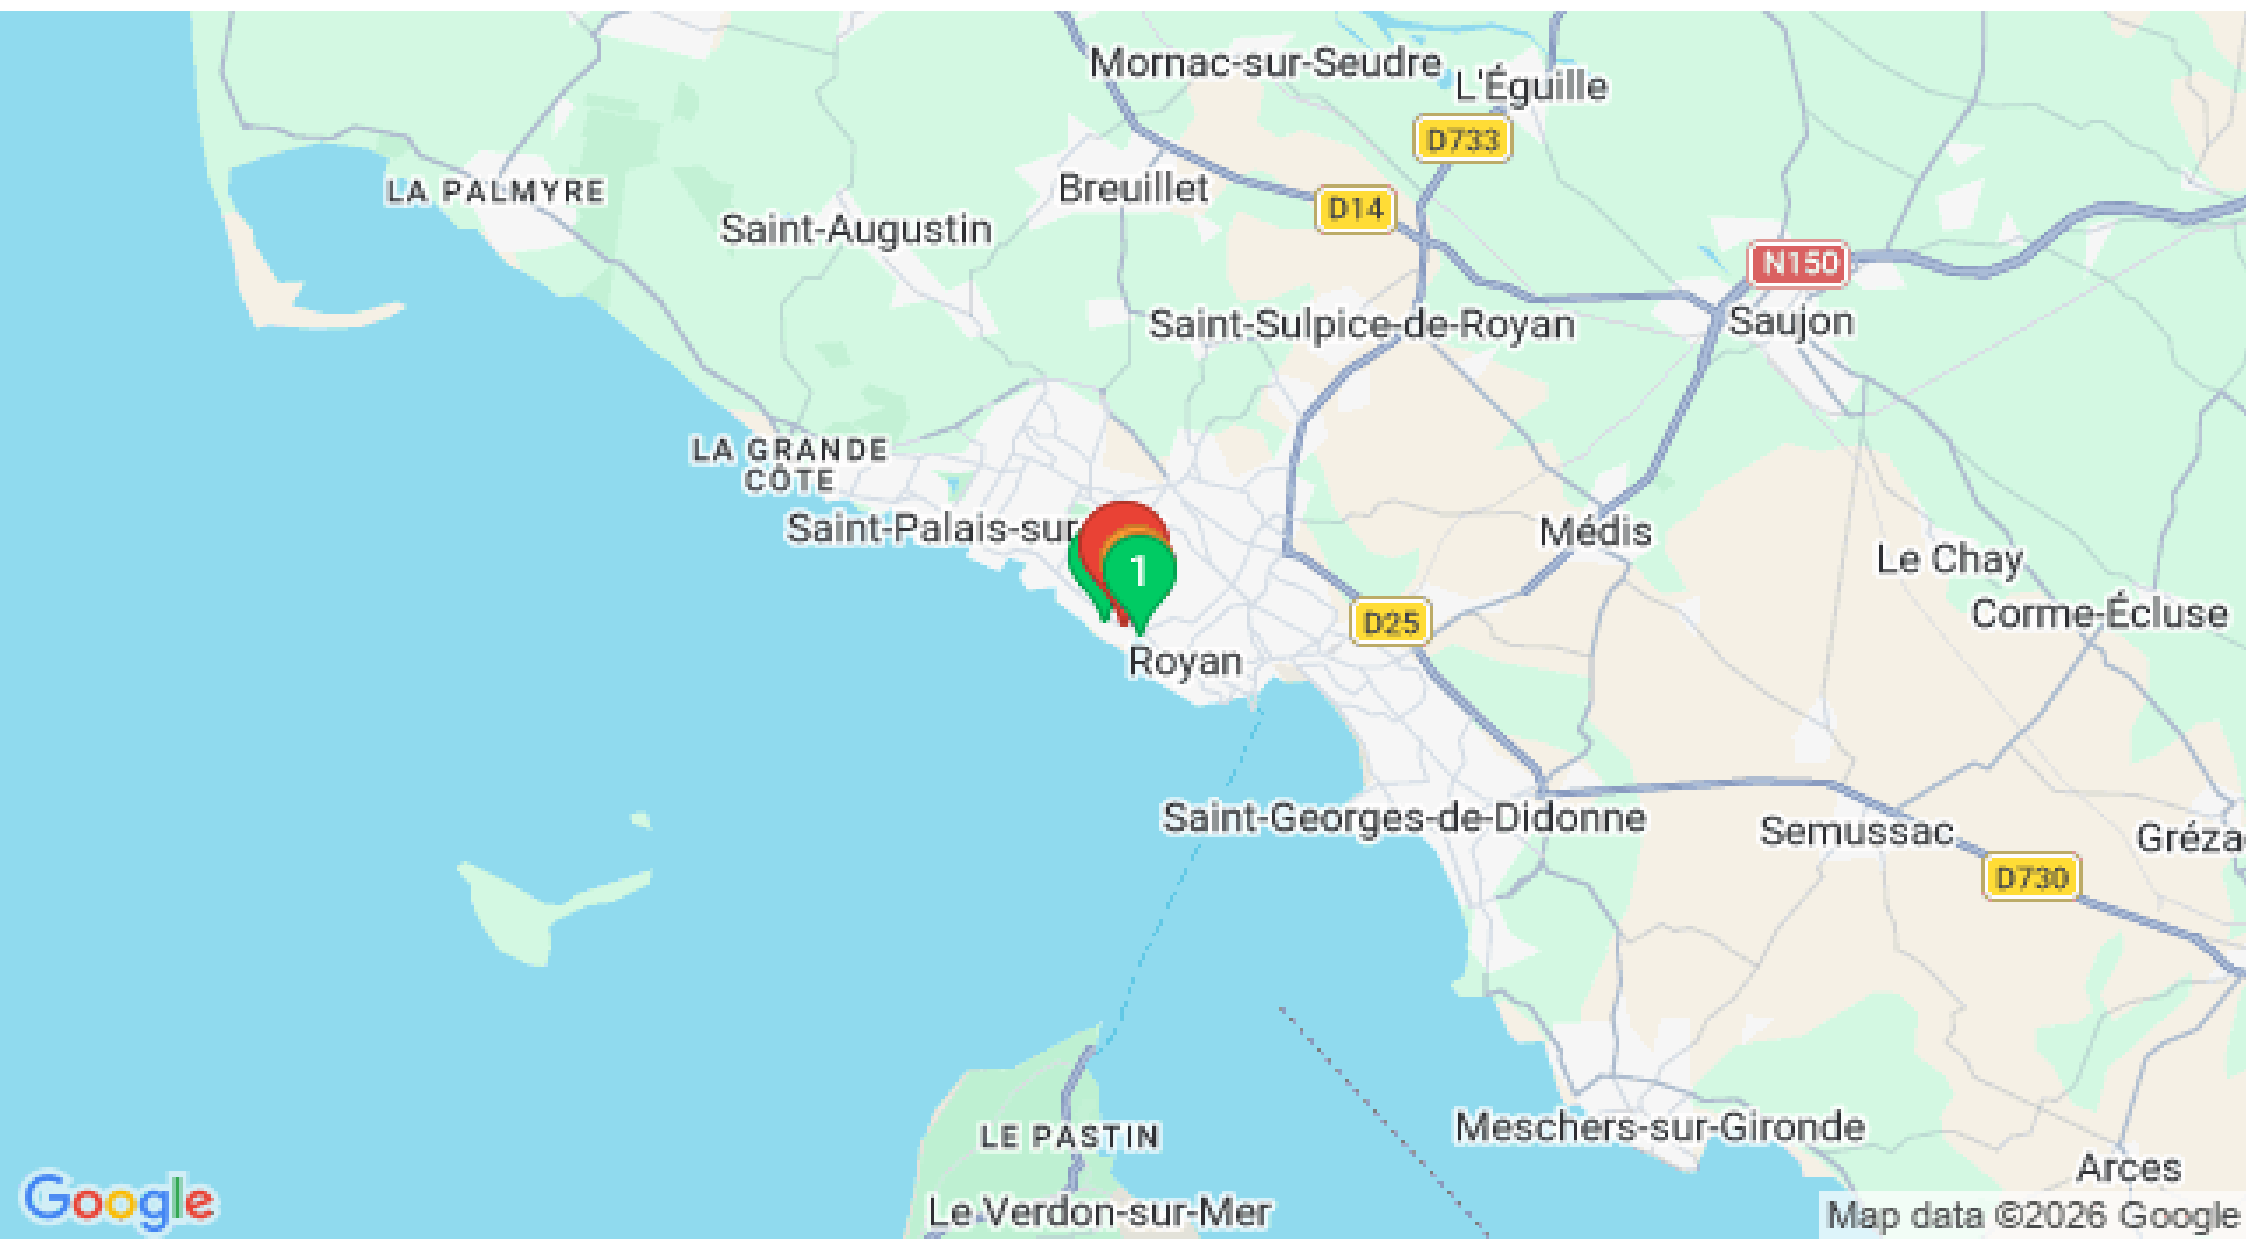 Mornac-sur-Seudre
L'Éguille
D733
LA PALMYRE
Breuillet
D14
Saint-Augustin
N150
Saint-Sulpice-de-Royan
Saujon
LA GRANDE
CÔTE
Saint-Palais-sur
1
Médis
Le Chay
Corme-Écluse
D25
Royan
Saint-Georges-de-Didonne
Semussac
Gréza
D730
LE PASTIN
Meschers-sur-Gironde
Arces
Le Verdon-sur-Mer
Google
Map data ©2026 Google